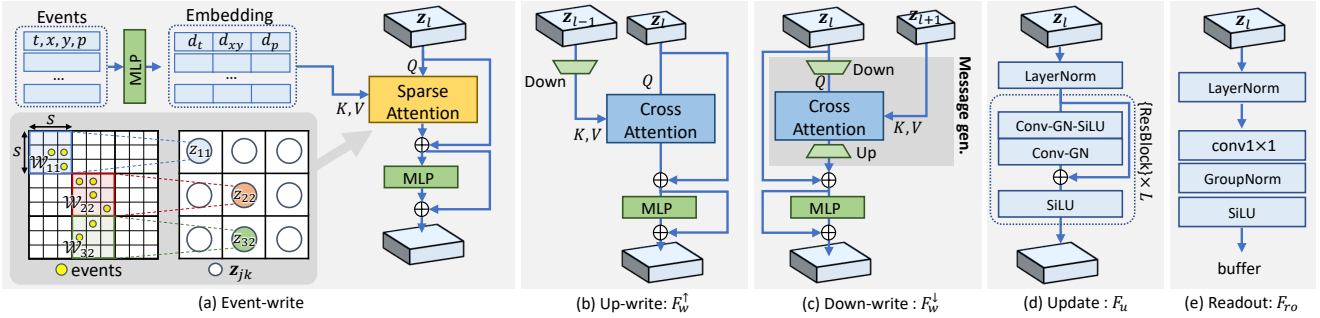 Events
t, x, y, p
...
MLP
Embedding
d_t d_xy d_p
...
z_l
Q
K, V
Sparse
Attention
MLP
S
S
W_11
W_22
W_32
z_11
z_22
z_32
events
z_jk
(a) Event-write
z_{l−1}
z_l
Down
Q
K, V
Cross
Attention
MLP
(b) Up-write: F_w^↑
z_l
z_{l+1}
Down
Q
Cross
Attention
K, V
Up
Message gen.
MLP
(c) Down-write : F_w^↓
z_l
LayerNorm
Conv-GN-SiLU
Conv-GN
SiLU
{ResBlock}× L
(d) Update : F_u
z_l
LayerNorm
conv1×1
GroupNorm
SiLU
buffer
(e) Readout: F_ro